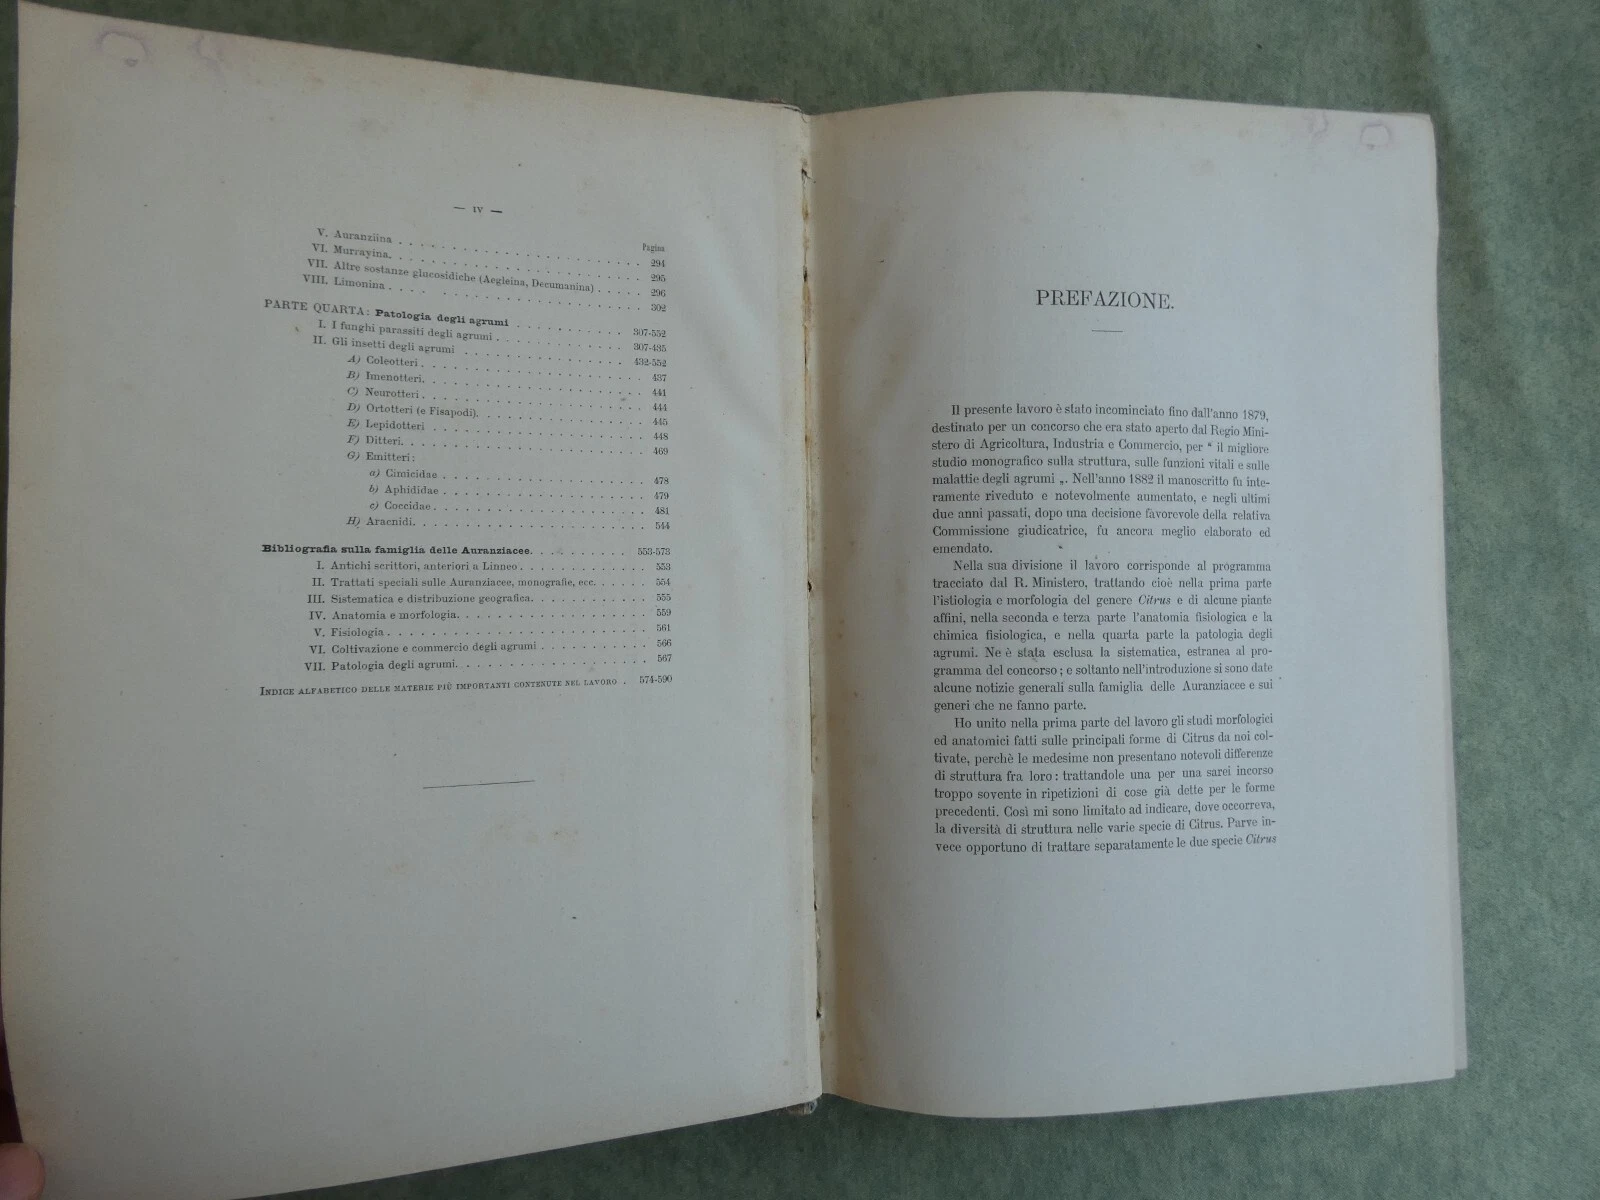 — IV —
Pagina
V. Auranziina . . . . . . . . . . . . . . . . . . . 294
VI. Murrayina. . . . . . . . . . . . . . . . . . . . 295
VII. Altre sostanze glucosidiche (Aegleina, Decumanina) . . . . . 296
VIII. Limonina . . . . . . . . . . . . . . . . . . . . 302
PARTE QUARTA: Patologia degli agrumi . . . . . . . . . . 307-552
I. I funghi parassiti degli agrumi . . . . . . . . . . . 307-435
II. Gli insetti degli agrumi . . . . . . . . . . . . . 432-552
A) Coleotteri . . . . . . . . . . . . . . . . . 437
B) Imenotteri. . . . . . . . . . . . . . . . . 441
C) Neurotteri . . . . . . . . . . . . . . . . . 444
D) Ortotteri (e Fisapodi). . . . . . . . . . . . . 445
E) Lepidotteri . . . . . . . . . . . . . . . . . 448
F) Ditteri. . . . . . . . . . . . . . . . . . . 469
G) Emitteri:
a) Cimicidae . . . . . . . . . . . . . . . . 478
b) Aphididae . . . . . . . . . . . . . . . . 479
c) Coccidae . . . . . . . . . . . . . . . . . 481
H) Aracnidi. . . . . . . . . . . . . . . . . . 544
Bibliografia sulla famiglia delle Auranziacee. . . . . . . . . 553-573
I. Antichi scrittori, anteriori a Linneo . . . . . . . . . . 553
II. Trattati speciali sulle Auranziacee, monografie, ecc. . . . . . 554
III. Sistematica e distribuzione geografica. . . . . . . . . . 555
IV. Anatomia e morfologia. . . . . . . . . . . . . . . 559
V. Fisiologia . . . . . . . . . . . . . . . . . . . . 561
VI. Coltivazione e commercio degli agrumi . . . . . . . . . 566
VII. Patologia degli agrumi. . . . . . . . . . . . . . . 567
INDICE ALFABETICO DELLE MATERIE PIÙ IMPORTANTI CONTENUTE NEL LAVORO . 574-590
PREFAZIONE.
Il presente lavoro è stato incominciato fino dall'anno 1879,
destinato per un concorso che era stato aperto dal Regio Mini-
stero di Agricoltura, Industria e Commercio, per “ il migliore
studio monografico sulla struttura, sulle funzioni vitali e sulle
malattie degli agrumi „. Nell'anno 1882 il manoscritto fu inte-
ramente riveduto e notevolmente aumentato, e negli ultimi
due anni passati, dopo una decisione favorevole della relativa
Commissione giudicatrice, fu ancora meglio elaborato ed
emendato.
Nella sua divisione il lavoro corrisponde al programma
tracciato dal R. Ministero, trattando cioè nella prima parte
l'istiologia e morfologia del genere Citrus e di alcune piante
affini, nella seconda e terza parte l'anatomia fisiologica e la
chimica fisiologica, e nella quarta parte la patologia degli
agrumi. Ne è stata esclusa la sistematica, estranea al pro-
gramma del concorso; e soltanto nell'introduzione si sono date
alcune notizie generali sulla famiglia delle Auranziacee e sui
generi che ne fanno parte.
Ho unito nella prima parte del lavoro gli studi morfologici
ed anatomici fatti sulle principali forme di Citrus da noi col-
tivate, perchè le medesime non presentano notevoli differenze
di struttura fra loro: trattandole una per una sarei incorso
troppo sovente in ripetizioni di cose già dette per le forme
precedenti. Così mi sono limitato ad indicare, dove occorreva,
la diversità di struttura nelle varie specie di Citrus. Parve in-
vece opportuno di trattare separatamente le due specie Citrus